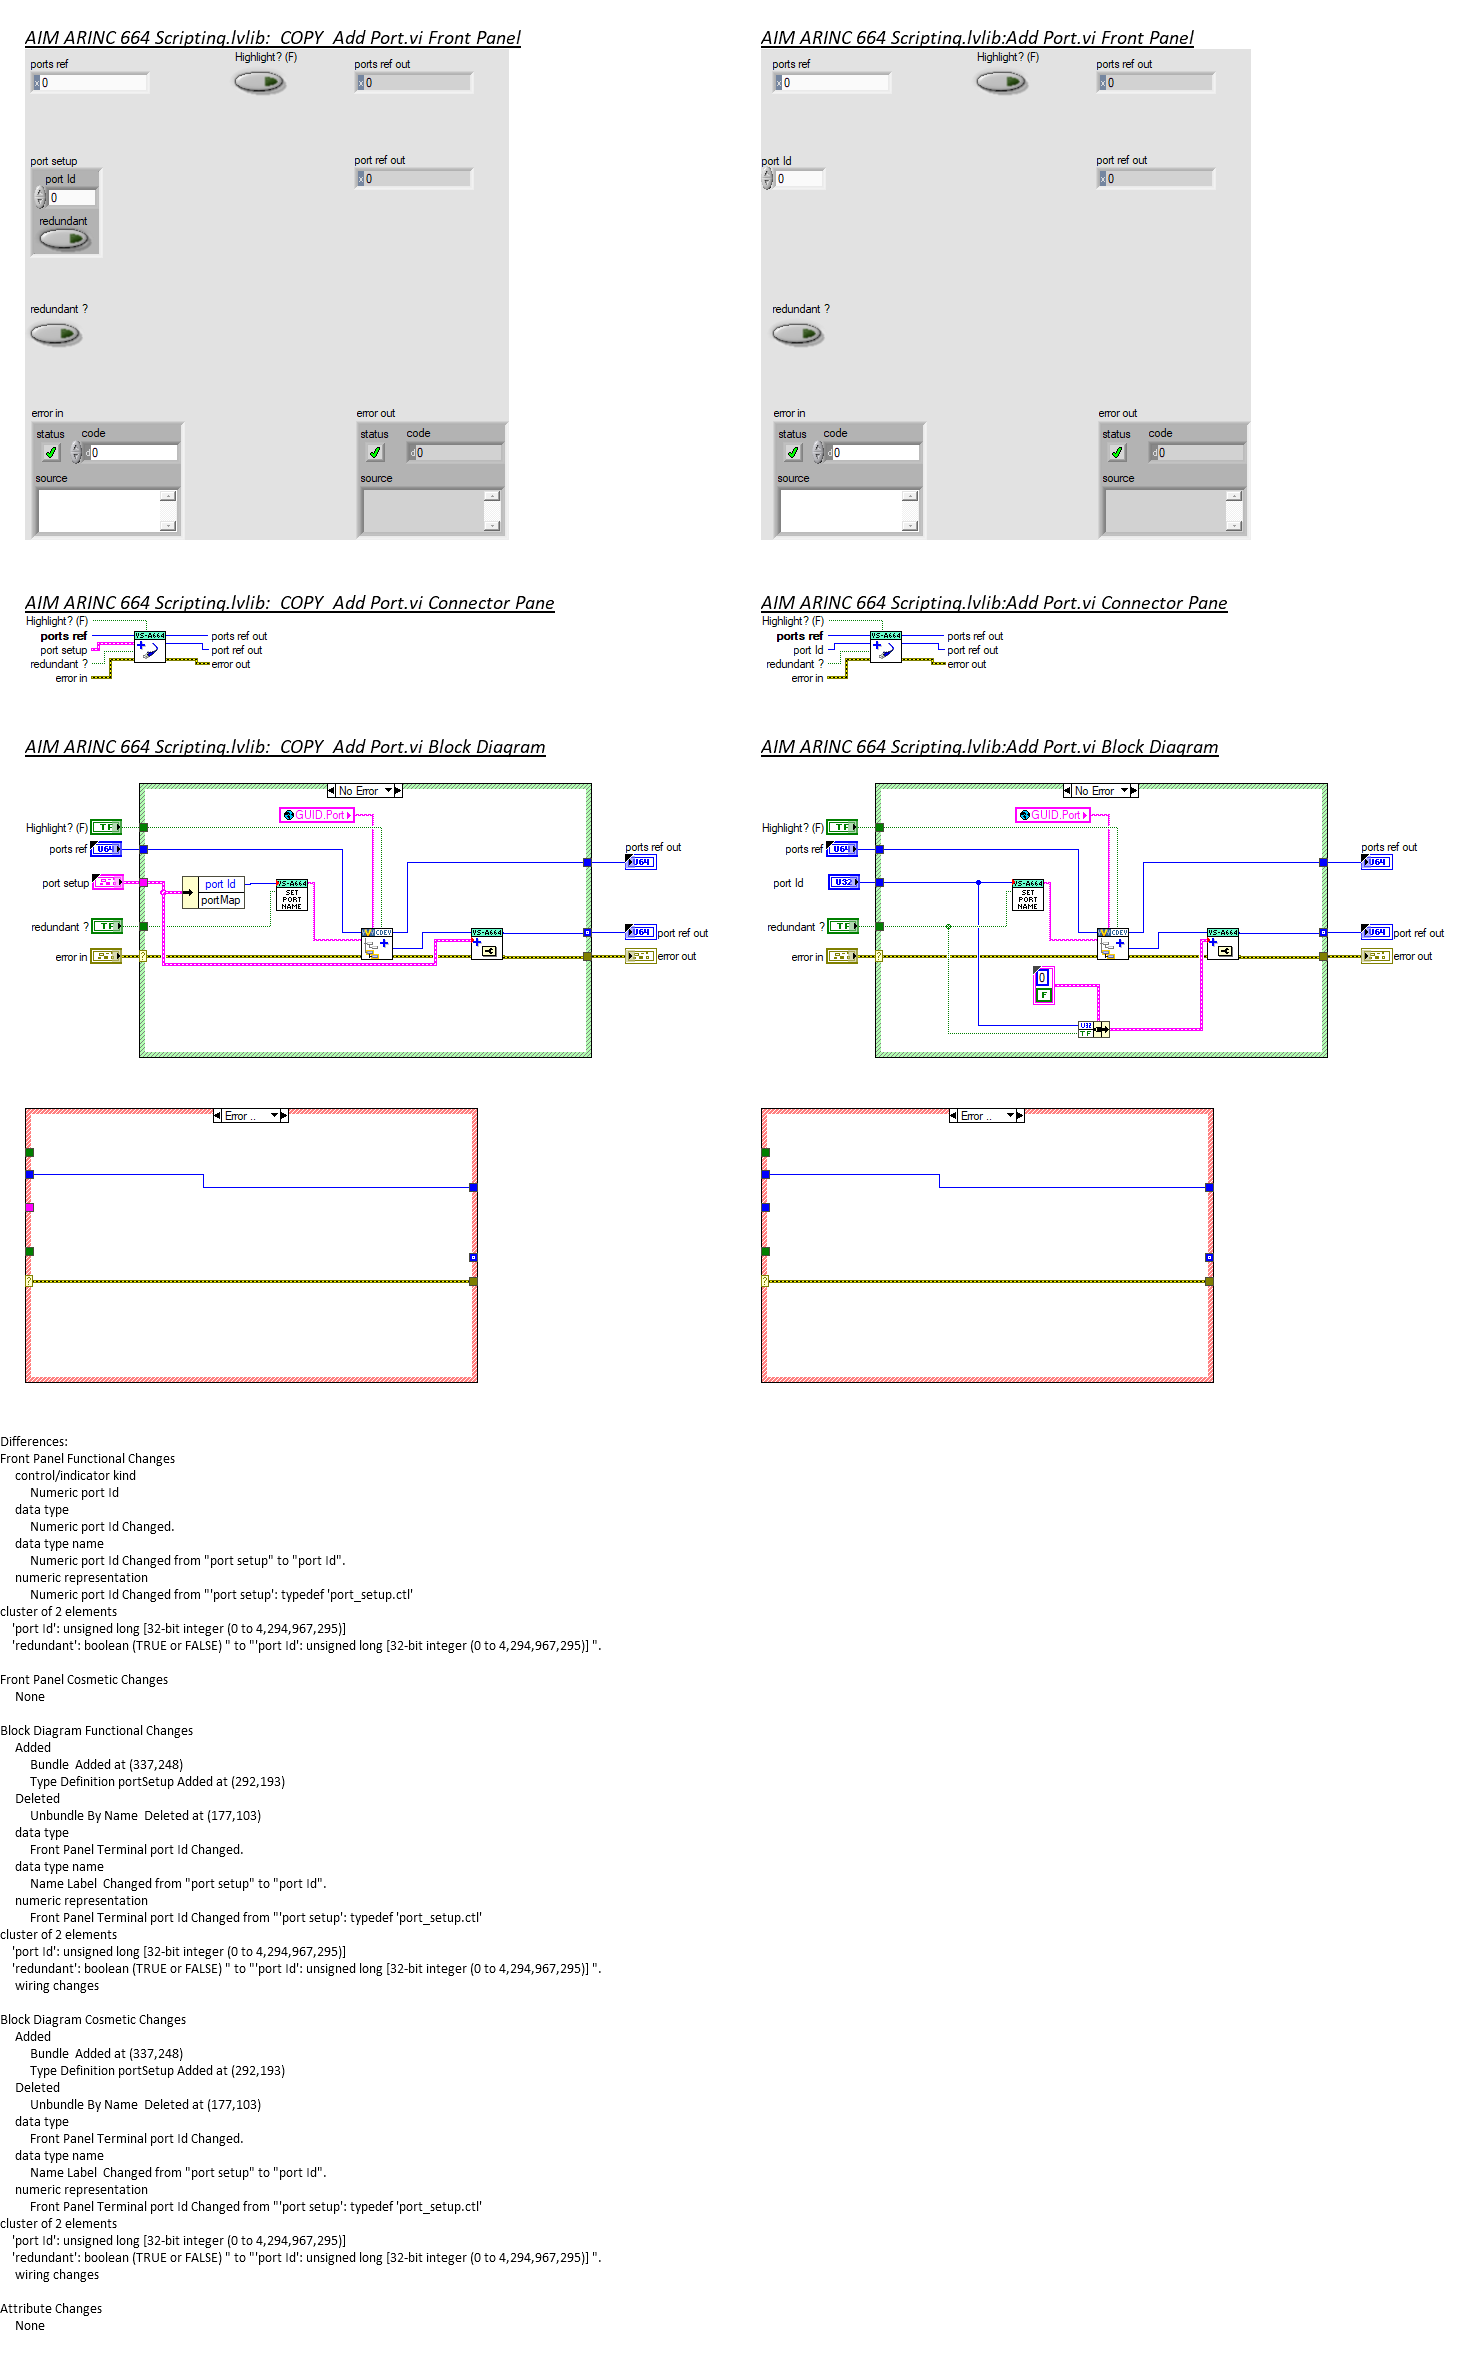 AIM ARINC 664 Scripting.lvlib:_COPY_Add Port.vi Front Panel
Highlight? (F)
ports ref
ports ref out
x 0
x 0
port setup
port ref out
port Id
x 0
0
redundant
redundant ?
error in
error out
status code
status code
d 0
d 0
source
source
AIM ARINC 664 Scripting.lvlib:Add Port.vi Front Panel
Highlight? (F)
ports ref
ports ref out
x 0
x 0
port Id
port ref out
0
x 0
redundant ?
error in
error out
status code
status code
d 0
d 0
source
source
AIM ARINC 664 Scripting.lvlib:_COPY_Add Port.vi Connector Pane
Highlight? (F)
ports ref
VS-A664
ports ref out
port setup
port ref out
redundant ?
error out
error in
AIM ARINC 664 Scripting.lvlib:Add Port.vi Connector Pane
Highlight? (F)
ports ref
VS-A664
ports ref out
port Id
port ref out
redundant ?
error out
error in
AIM ARINC 664 Scripting.lvlib:_COPY_Add Port.vi Block Diagram
No Error
GUID.Port
Highlight? (F)
TF
ports ref
U64
ports ref out
U64
port setup
port Id
portMap
VS-A664
SET
PORT
NAME
redundant ?
TF
CDEV
VS-A664
U64
port ref out
error in
?
error out
Error ..
?
AIM ARINC 664 Scripting.lvlib:Add Port.vi Block Diagram
No Error
GUID.Port
Highlight? (F)
TF
ports ref
U64
ports ref out
U64
port Id
U32
VS-A664
SET
PORT
NAME
redundant ?
TF
CDEV
VS-A664
U64
port ref out
error in
?
error out
0
F
U32
TF
Error ..
?
Differences:
Front Panel Functional Changes
control/indicator kind
Numeric port Id
data type
Numeric port Id Changed.
data type name
Numeric port Id Changed from "port setup" to "port Id".
numeric representation
Numeric port Id Changed from "'port setup': typedef 'port_setup.ctl'
cluster of 2 elements
'port Id': unsigned long [32-bit integer (0 to 4,294,967,295)]
'redundant': boolean (TRUE or FALSE) " to "'port Id': unsigned long [32-bit integer (0 to 4,294,967,295)] ".
Front Panel Cosmetic Changes
None
Block Diagram Functional Changes
Added
Bundle  Added at (337,248)
Type Definition portSetup Added at (292,193)
Deleted
Unbundle By Name  Deleted at (177,103)
data type
Front Panel Terminal port Id Changed.
data type name
Name Label  Changed from "port setup" to "port Id".
numeric representation
Front Panel Terminal port Id Changed from "'port setup': typedef 'port_setup.ctl'
cluster of 2 elements
'port Id': unsigned long [32-bit integer (0 to 4,294,967,295)]
'redundant': boolean (TRUE or FALSE) " to "'port Id': unsigned long [32-bit integer (0 to 4,294,967,295)] ".
wiring changes
Block Diagram Cosmetic Changes
Added
Bundle  Added at (337,248)
Type Definition portSetup Added at (292,193)
Deleted
Unbundle By Name  Deleted at (177,103)
data type
Front Panel Terminal port Id Changed.
data type name
Name Label  Changed from "port setup" to "port Id".
numeric representation
Front Panel Terminal port Id Changed from "'port setup': typedef 'port_setup.ctl'
cluster of 2 elements
'port Id': unsigned long [32-bit integer (0 to 4,294,967,295)]
'redundant': boolean (TRUE or FALSE) " to "'port Id': unsigned long [32-bit integer (0 to 4,294,967,295)] ".
wiring changes
Attribute Changes
None